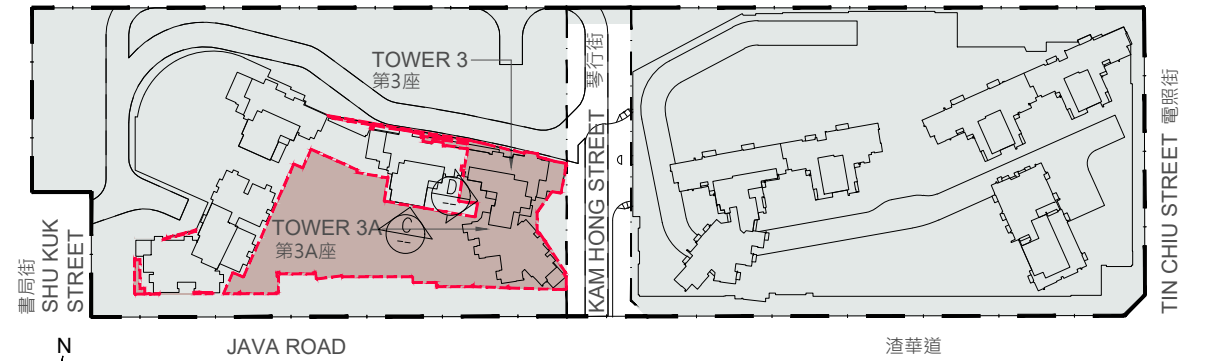 TOWER 3
第3座
琴行街
KAM HONG STREET
D
--
C
--
TOWER 3A
第3A座
書局街
SHU KUK
STREET
電照街
TIN CHIU STREET
N
JAVA ROAD
渣華道